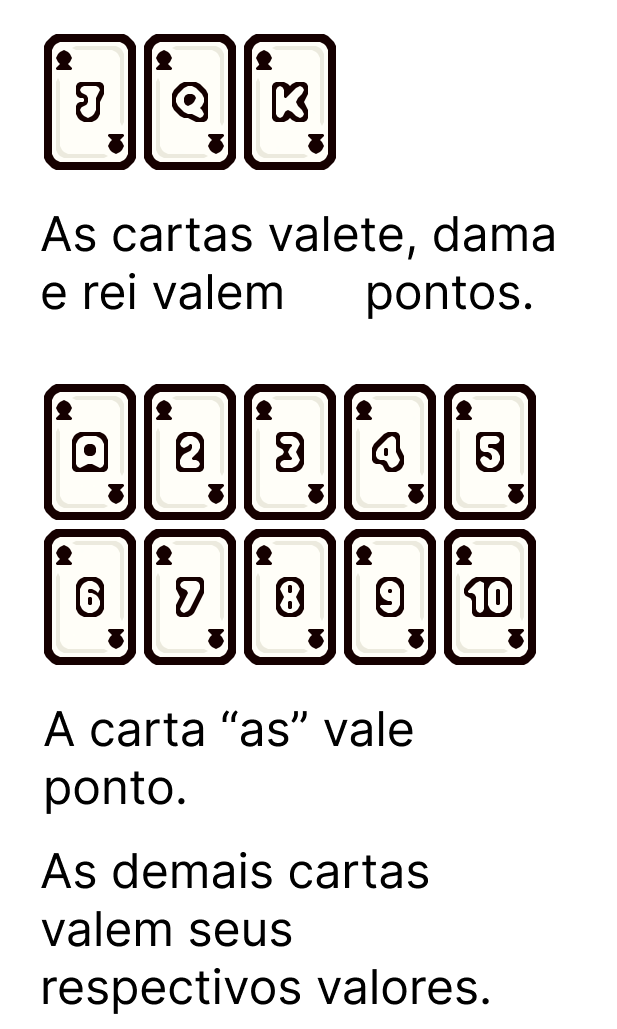 J Q K
As cartas valete, dama
e rei valem pontos.
A 2 3 4 5
6 7 8 9 10
A carta “as” vale
ponto.
As demais cartas
valem seus
respectivos valores.